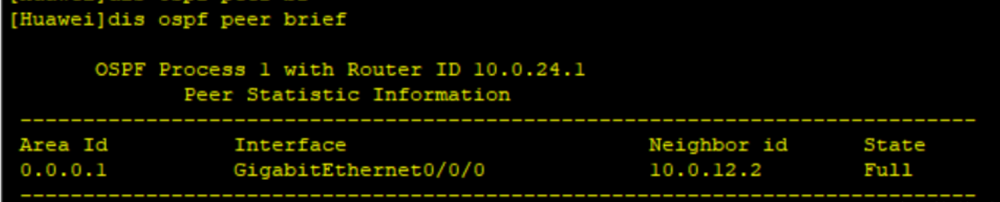 [Huawei]dis ospf peer brief
OSPF Process 1 with Router ID 10.0.24.1
Peer Statistic Information
----------------------------------------------------------------------------
Area Id Interface Neighbor id State
0.0.0.1 GigabitEthernet0/0/0 10.0.12.2 Full
----------------------------------------------------------------------------